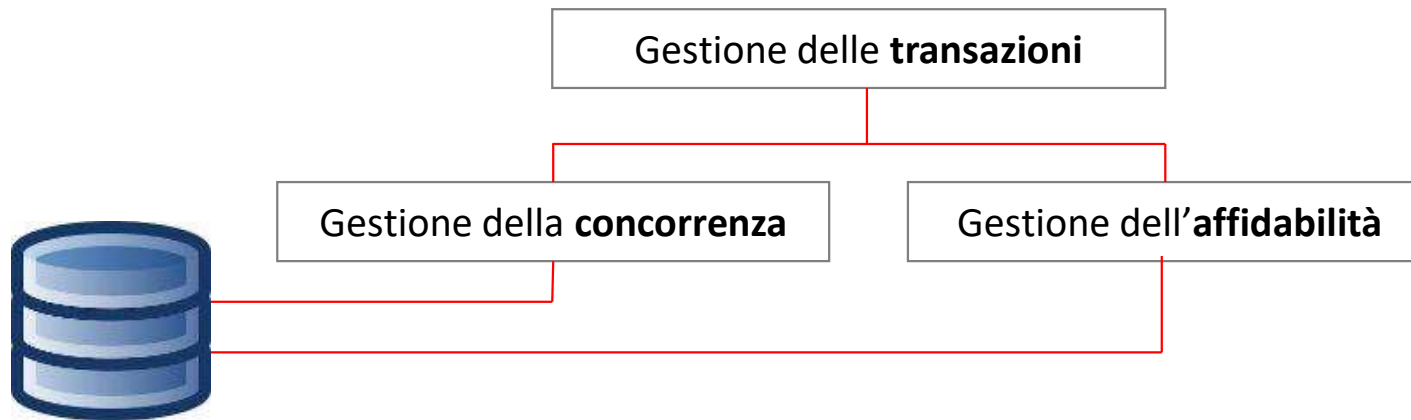 Gestione delle transazioni
Gestione della concorrenza
Gestione dell’affidabilità